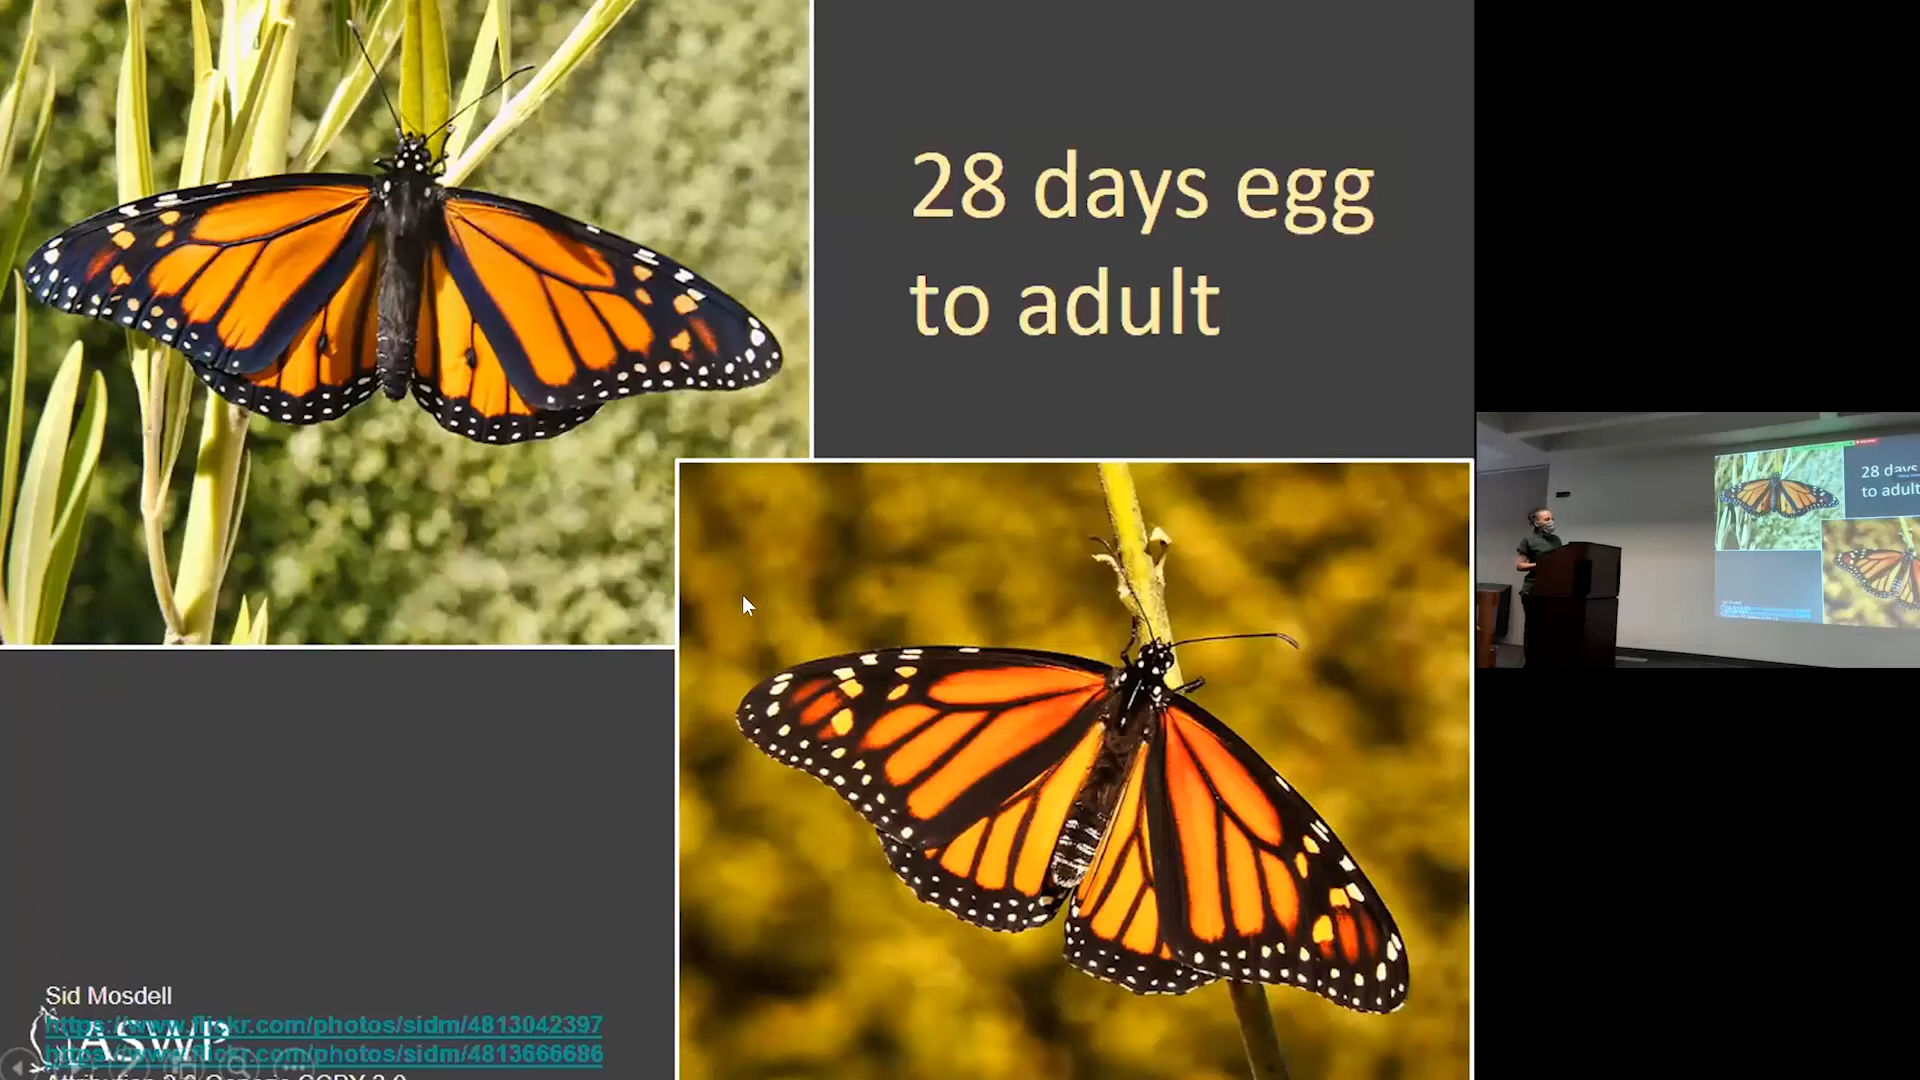 28 days egg
to adult
28 days
to adult
Sid Mosdell
https://www.flickr.com/photos/sidm/4813042397
https://www.flickr.com/photos/sidm/4813666686
ASWP